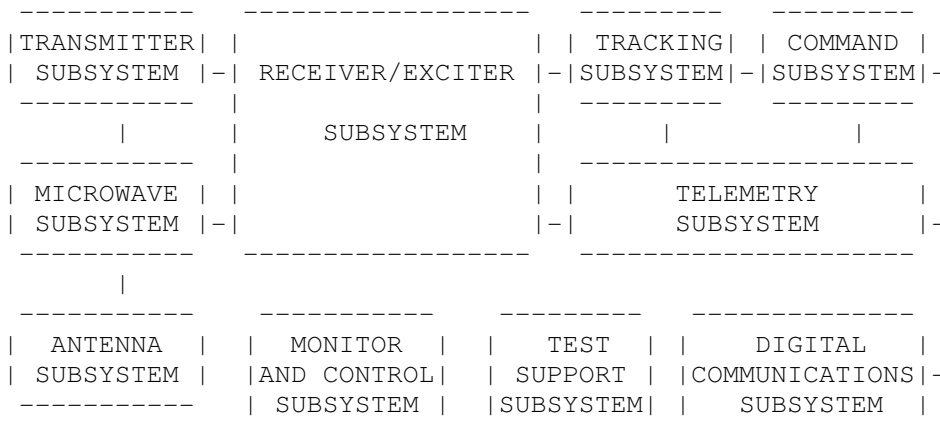 -----------   ------------------   ---------   ---------
|TRANSMITTER| |                  | | TRACKING| | COMMAND |
| SUBSYSTEM |-| RECEIVER/EXCITER |-|SUBSYSTEM|-|SUBSYSTEM|-
 -----------  |                  |  ---------   ---------
       |      |     SUBSYSTEM    |       |           |
 -----------  |                  |  ---------------------
| MICROWAVE | |                  | |      TELEMETRY      |
| SUBSYSTEM |-|                  |-|      SUBSYSTEM      |-
 -----------   ------------------   ---------------------
       |
 -----------    -----------    ---------   --------------
|  ANTENNA  |  |  MONITOR  |  |   TEST  | |    DIGITAL   |
| SUBSYSTEM |  |AND CONTROL|  | SUPPORT | |COMMUNICATIONS|-
 -----------   | SUBSYSTEM |  |SUBSYSTEM| |   SUBSYSTEM  |